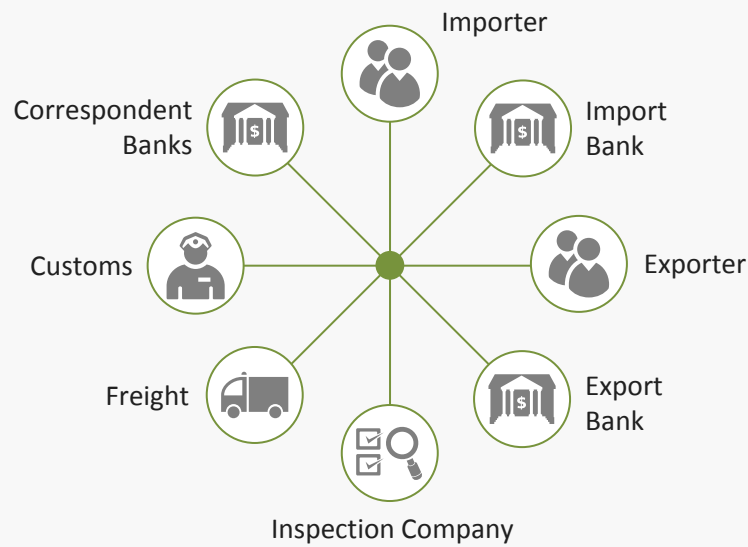 Importer
Correspondent
Banks
Import
Bank
$
$
Customs
Exporter
Freight
Export
Bank
$
Inspection Company